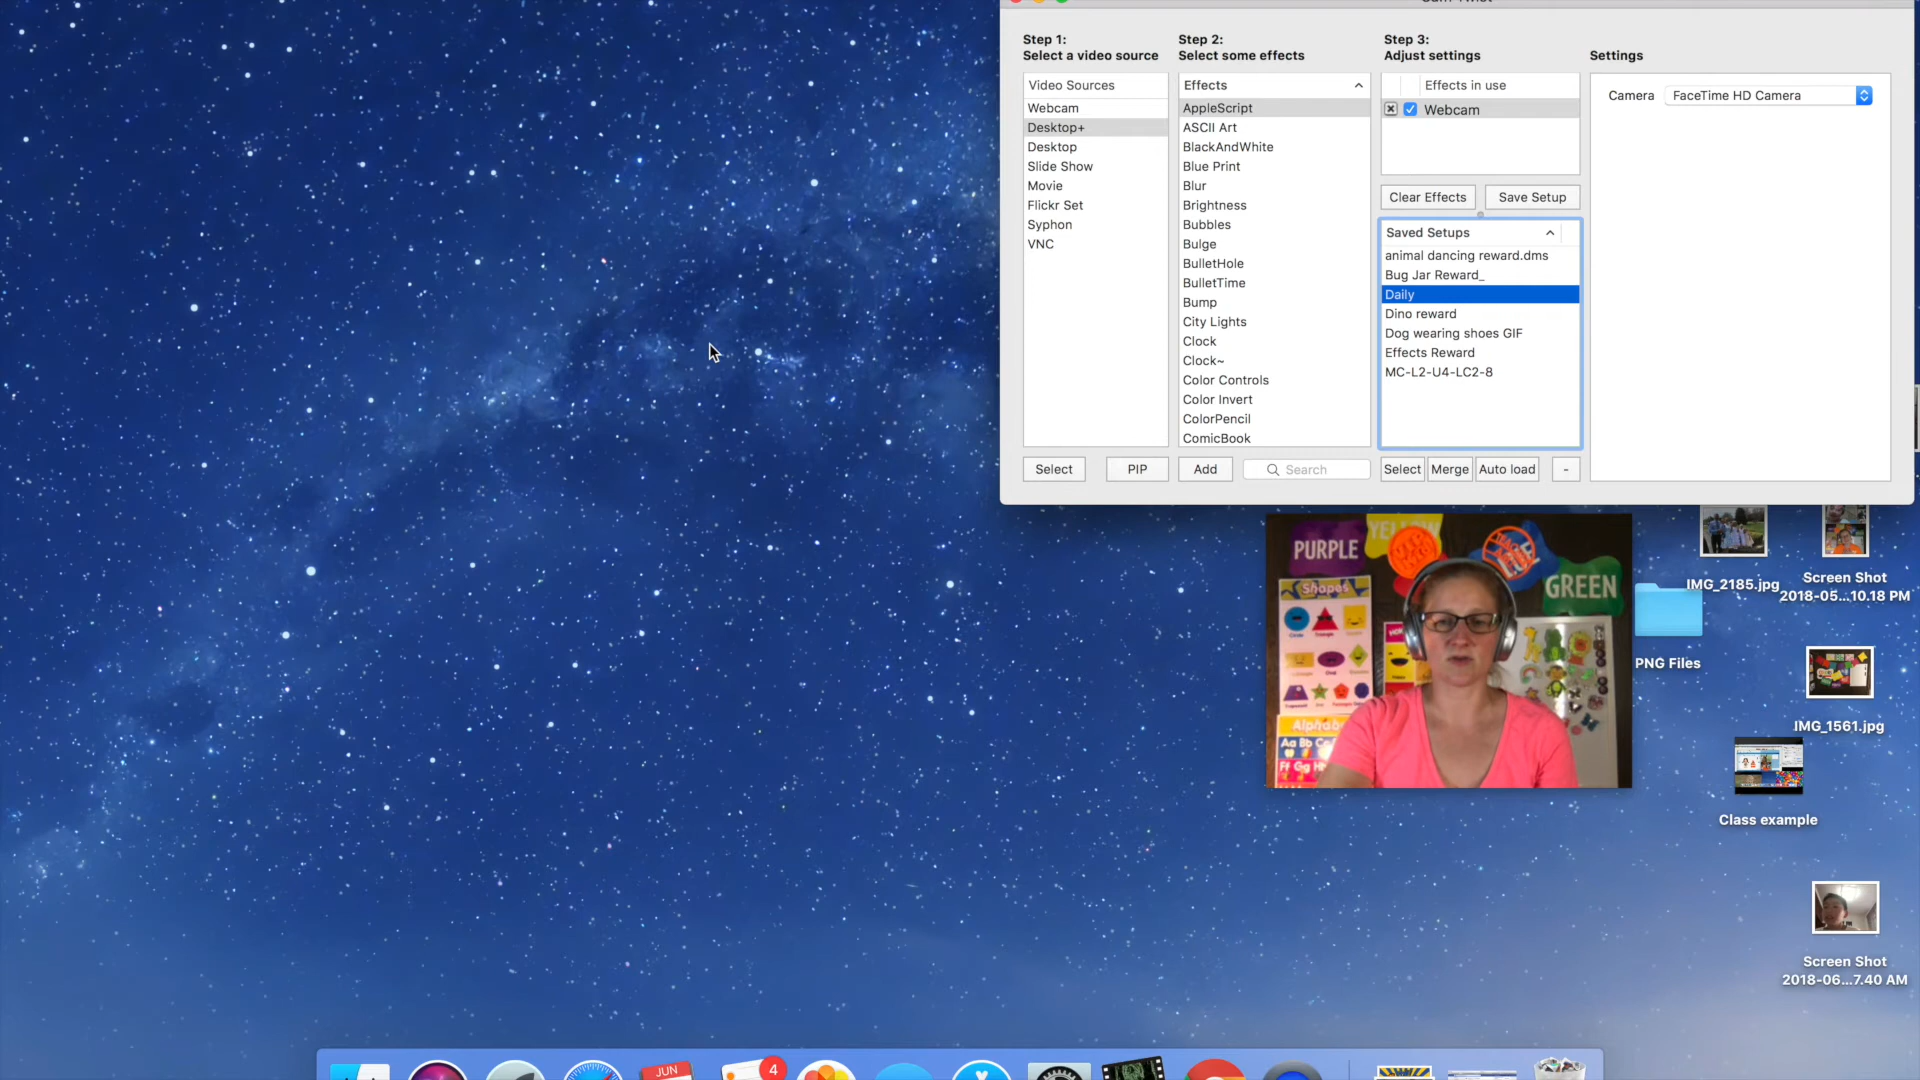 Step 1:
Select a video source
Video Sources
Webcam
Desktop+
Desktop
Slide Show
Movie
Flickr Set
Syphon
VNC
Select
PIP
Step 2:
Select some effects
Effects
AppleScript
ASCII Art
BlackAndWhite
Blue Print
Blur
Brightness
Bubbles
Bulge
BulletHole
BulletTime
Bump
City Lights
Clock
Clock~
Color Controls
Color Invert
ColorPencil
ComicBook
Add
Search
Step 3:
Adjust settings
Effects in use
Webcam
Clear Effects
Save Setup
Saved Setups
animal dancing reward.dms
Bug Jar Reward_
Daily
Dino reward
Dog wearing shoes GIF
Effects Reward
MC-L2-U4-LC2-8
Select
Merge
Auto load
-
Settings
Camera
FaceTime HD Camera
PURPLE
YELLOW
GREEN
Shapes
Aa Bb
IMG_2185.jpg
Screen Shot
2018-05...10.18 PM
PNG Files
IMG_1561.jpg
Class example
Screen Shot
2018-06...7.40 AM
JUN
4